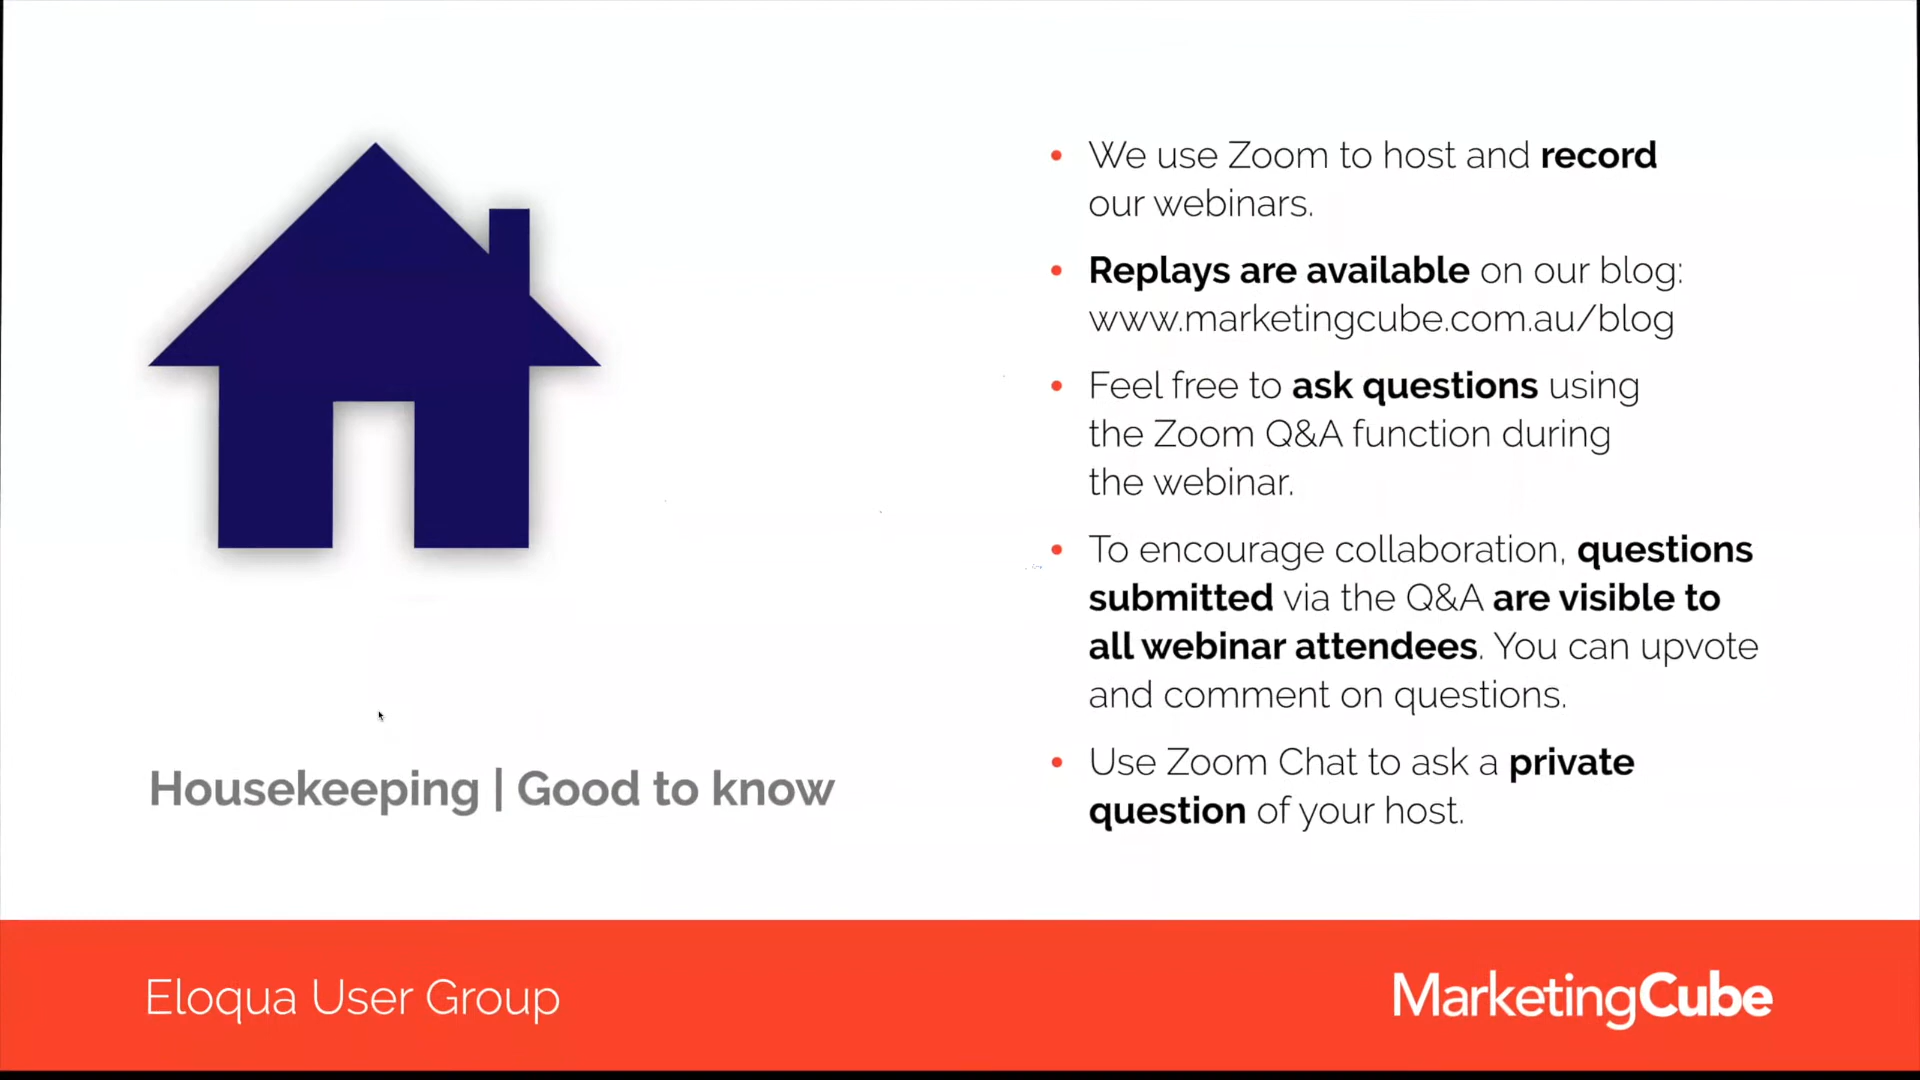 We use Zoom to host and record
our webinars.
Replays are available on our blog:
www.marketingcube.com.au/blog
Feel free to ask questions using
the Zoom Q&A function during
the webinar.
To encourage collaboration, questions
submitted via the Q&A are visible to
all webinar attendees. You can upvote
and comment on questions.
Use Zoom Chat to ask a private
question of your host.
Housekeeping | Good to know
Eloqua User Group
MarketingCube